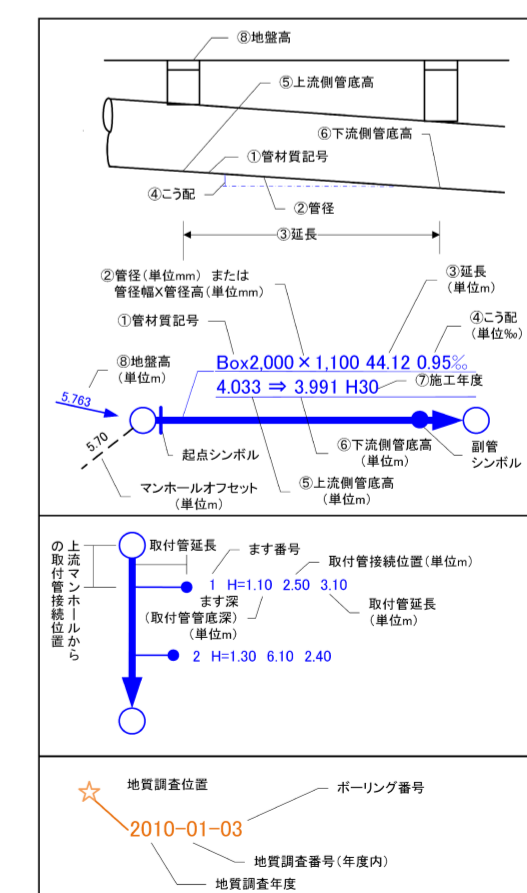 ⑧地盤高
⑤上流側管底高
⑥下流側管底高
①管材質記号
④こう配
②管径
③延長
②管径(単位mm) または
管径幅X管径高(単位mm)
③延長
(単位m)
①管材質記号
④こう配
(単位‰)
⑧地盤高
(単位m)
Box2,000×1,100 44.12 0.95‰
4.033 ⇒ 3.991 H30
⑦施工年度
5.763
5.70
起点シンボル
⑥下流側管底高
(単位m)
副管
シンボル
マンホールオフセット
(単位m)
⑤上流側管底高
(単位m)
上流マンホールから
の取付管接続位置
取付管延長
ます番号
取付管接続位置(単位m)
1 H=1.10 2.50 3.10
ます深
(取付管管底深)
(単位m)
取付管延長
(単位m)
2 H=1.30 6.10 2.40
地質調査位置
ボーリング番号
2010-01-03
地質調査番号(年度内)
地質調査年度